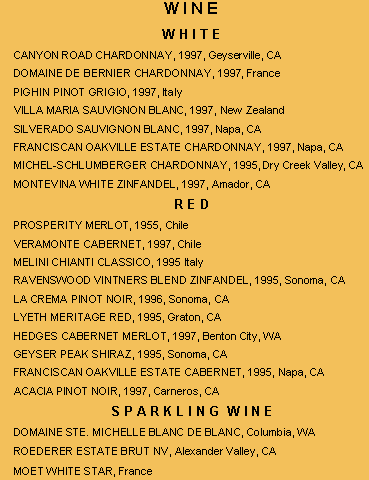 WINE
WHITE
CANYON ROAD CHARDONNAY, 1997, Geyserville, CA
DOMAINE DE BERNIER CHARDONNAY, 1997, France
PIGHIN PINOT GRIGIO, 1997, Italy
VILLA MARIA SAUVIGNON BLANC, 1997, New Zealand
SILVERADO SAUVIGNON BLANC, 1997, Napa, CA
FRANCISCAN OAKVILLE ESTATE CHARDONNAY, 1997, Napa, CA
MICHEL-SCHLUMBERGER CHARDONNAY, 1995, Dry Creek Valley, CA
MONTEVINA WHITE ZINFANDEL, 1997, Amador, CA
RED
PROSPERITY MERLOT, 1955, Chile
VERAMONTE CABERNET, 1997, Chile
MELINI CHIANTI CLASSICO, 1995 Italy
RAVENSWOOD VINTNERS BLEND ZINFANDEL, 1995, Sonoma, CA
LA CREMA PINOT NOIR, 1996, Sonoma, CA
LYETH MERITAGE RED, 1995, Graton, CA
HEDGES CABERNET MERLOT, 1997, Benton City, WA
GEYSER PEAK SHIRAZ, 1995, Sonoma, CA
FRANCISCAN OAKVILLE ESTATE CABERNET, 1995, Napa, CA
ACACIA PINOT NOIR, 1997, Carneros, CA
SPARKLING WINE
DOMAINE STE. MICHELLE BLANC DE BLANC, Columbia, WA
ROEDERER ESTATE BRUT NV, Alexander Valley, CA
MOET WHITE STAR, France